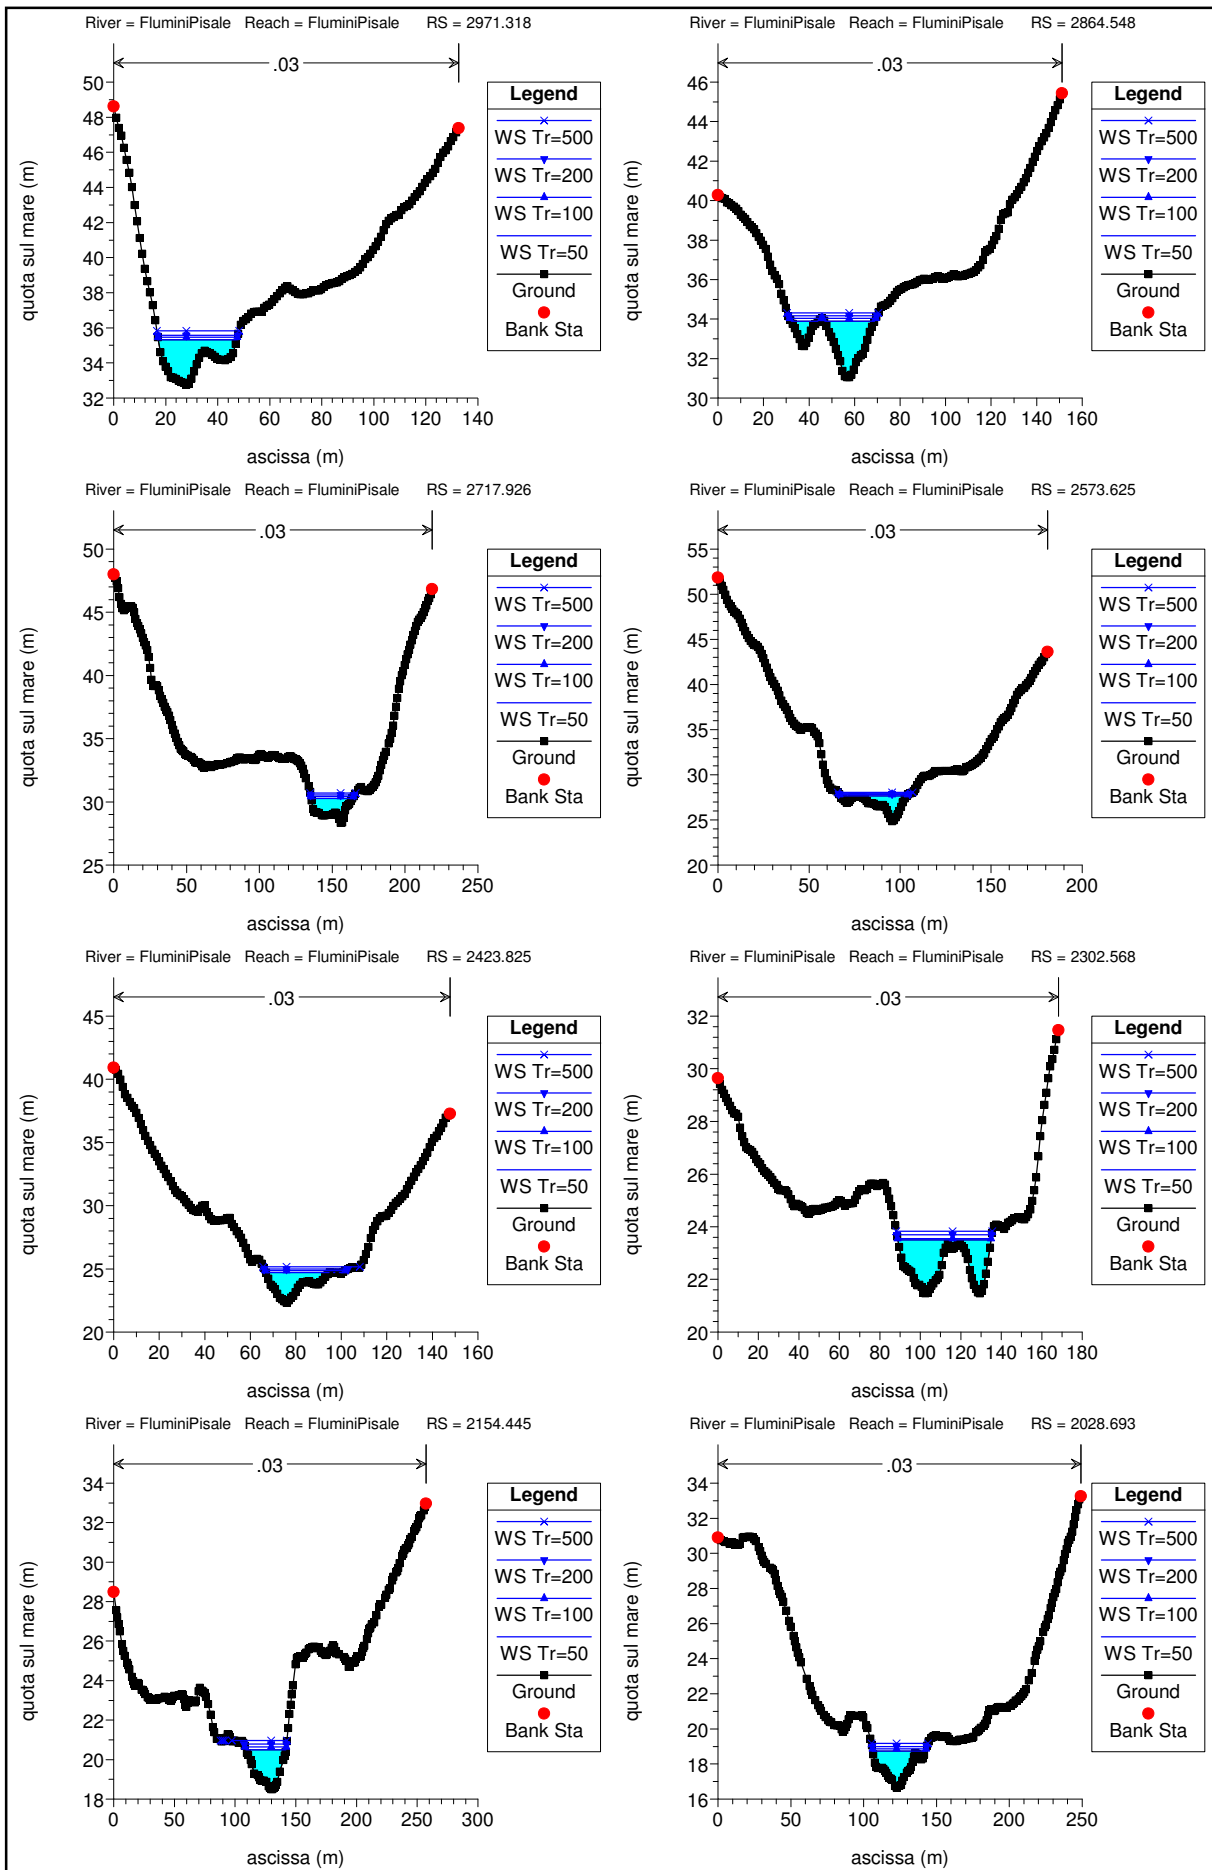 River = FluminiPisale Reach = FluminiPisale RS = 2971.318
.03
50
48
46
44
42
40
38
36
34
32
0 20 40 60 80 100 120 140
ascissa (m)
quota sul mare (m)
Legend
WS Tr=500
WS Tr=200
WS Tr=100
WS Tr=50
Ground
Bank Sta
River = FluminiPisale Reach = FluminiPisale RS = 2864.548
.03
46
44
42
40
38
36
34
32
30
0 20 40 60 80 100 120 140 160
ascissa (m)
quota sul mare (m)
Legend
WS Tr=500
WS Tr=200
WS Tr=100
WS Tr=50
Ground
Bank Sta
River = FluminiPisale Reach = FluminiPisale RS = 2717.926
.03
50
45
40
35
30
25
0 50 100 150 200 250
ascissa (m)
quota sul mare (m)
Legend
WS Tr=500
WS Tr=200
WS Tr=100
WS Tr=50
Ground
Bank Sta
River = FluminiPisale Reach = FluminiPisale RS = 2573.625
.03
55
50
45
40
35
30
25
20
0 50 100 150 200
ascissa (m)
quota sul mare (m)
Legend
WS Tr=500
WS Tr=200
WS Tr=100
WS Tr=50
Ground
Bank Sta
River = FluminiPisale Reach = FluminiPisale RS = 2423.825
.03
45
40
35
30
25
20
0 20 40 60 80 100 120 140 160
ascissa (m)
quota sul mare (m)
Legend
WS Tr=500
WS Tr=200
WS Tr=100
WS Tr=50
Ground
Bank Sta
River = FluminiPisale Reach = FluminiPisale RS = 2302.568
.03
32
30
28
26
24
22
20
0 20 40 60 80 100 120 140 160 180
ascissa (m)
quota sul mare (m)
Legend
WS Tr=500
WS Tr=200
WS Tr=100
WS Tr=50
Ground
Bank Sta
River = FluminiPisale Reach = FluminiPisale RS = 2154.445
.03
34
32
30
28
26
24
22
20
18
0 50 100 150 200 250 300
ascissa (m)
quota sul mare (m)
Legend
WS Tr=500
WS Tr=200
WS Tr=100
WS Tr=50
Ground
Bank Sta
River = FluminiPisale Reach = FluminiPisale RS = 2028.693
.03
34
31
28
25
22
19
16
0 50 100 150 200 250
ascissa (m)
quota sul mare (m)
Legend
WS Tr=500
WS Tr=200
WS Tr=100
WS Tr=50
Ground
Bank Sta